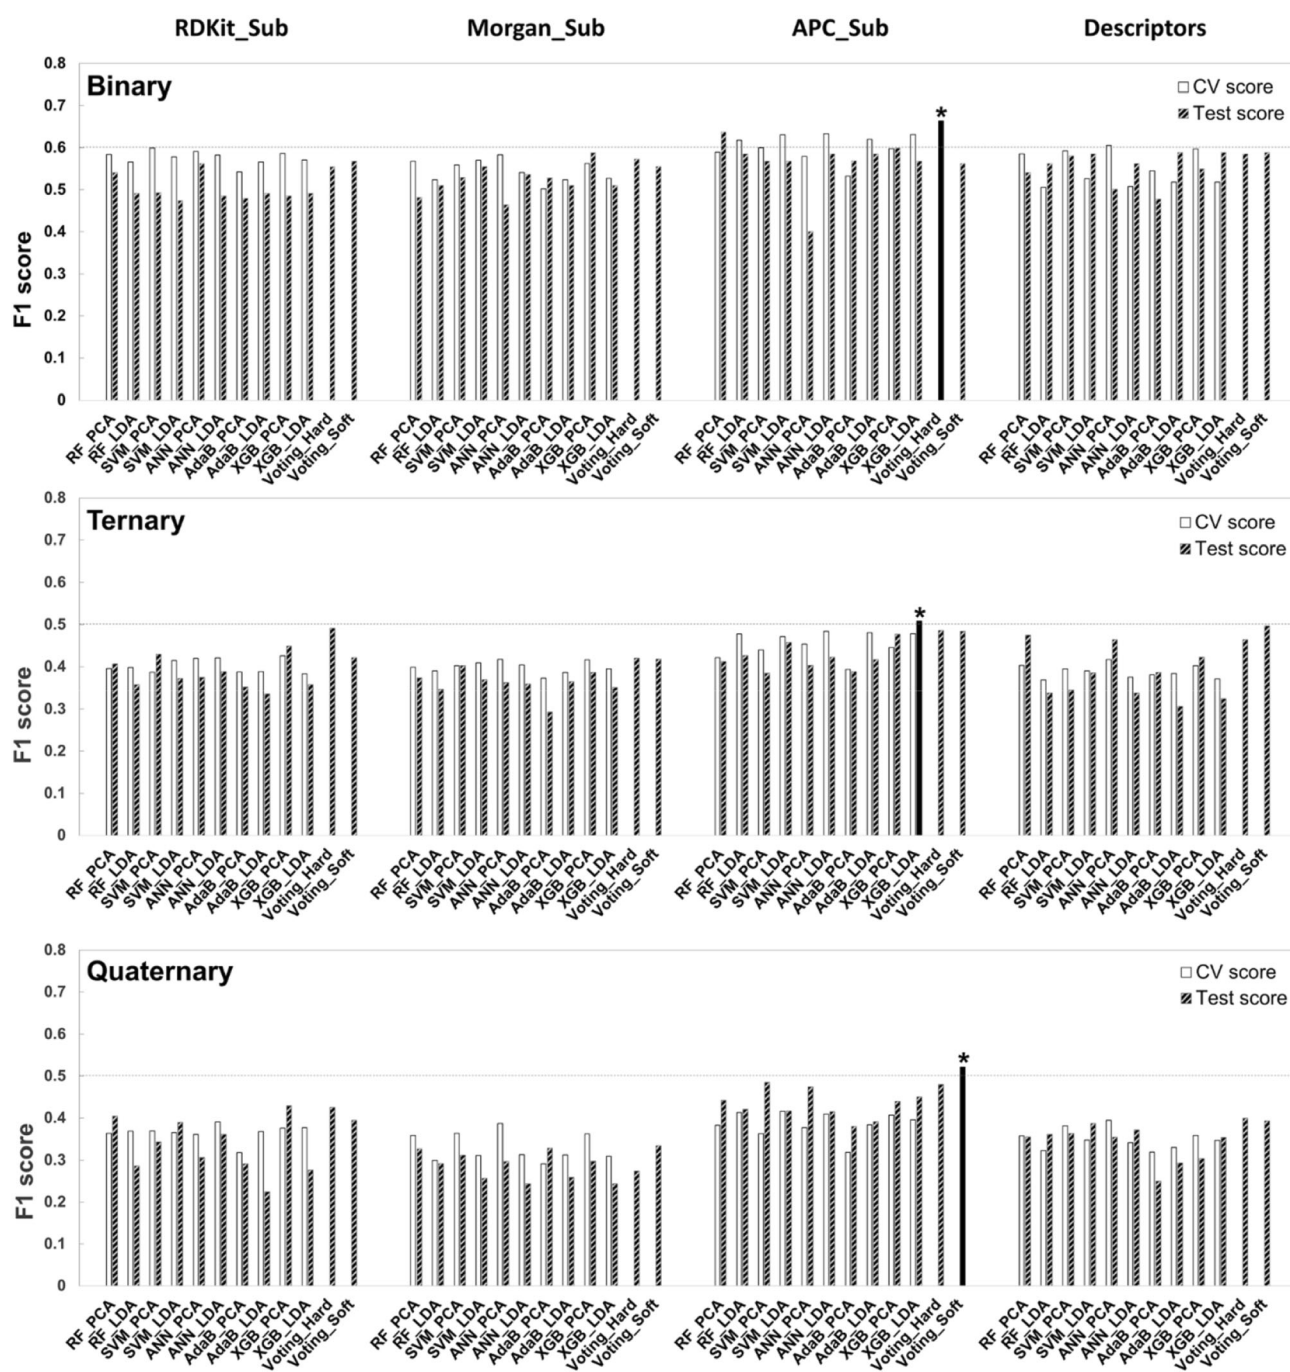 RDKit_Sub Morgan_Sub APC_Sub Descriptors
Binary
CV score
Test score
F1 score
0.8
0.7
0.6
0.5
0.4
0.3
0.2
0.1
0
*
RF_PCA RF_LDA SVM_PCA SVM_LDA ANN_PCA ANN_LDA AdaB_PCA AdaB_LDA XGB_PCA XGB_LDA Voting_Hard Voting_Soft
RF_PCA RF_LDA SVM_PCA SVM_LDA ANN_PCA ANN_LDA AdaB_PCA AdaB_LDA XGB_PCA XGB_LDA Voting_Hard Voting_Soft
RF_PCA RF_LDA SVM_PCA SVM_LDA ANN_PCA ANN_LDA AdaB_PCA AdaB_LDA XGB_PCA XGB_LDA Voting_Hard Voting_Soft
RF_PCA RF_LDA SVM_PCA SVM_LDA ANN_PCA ANN_LDA AdaB_PCA AdaB_LDA XGB_PCA XGB_LDA Voting_Hard Voting_Soft
Ternary
CV score
Test score
F1 score
0.8
0.7
0.6
0.5
0.4
0.3
0.2
0.1
0
*
RF_PCA RF_LDA SVM_PCA SVM_LDA ANN_PCA ANN_LDA AdaB_PCA AdaB_LDA XGB_PCA XGB_LDA Voting_Hard Voting_Soft
RF_PCA RF_LDA SVM_PCA SVM_LDA ANN_PCA ANN_LDA AdaB_PCA AdaB_LDA XGB_PCA XGB_LDA Voting_Hard Voting_Soft
RF_PCA RF_LDA SVM_PCA SVM_LDA ANN_PCA ANN_LDA AdaB_PCA AdaB_LDA XGB_PCA XGB_LDA Voting_Hard Voting_Soft
RF_PCA RF_LDA SVM_PCA SVM_LDA ANN_PCA ANN_LDA AdaB_PCA AdaB_LDA XGB_PCA XGB_LDA Voting_Hard Voting_Soft
Quaternary
CV score
Test score
F1 score
0.8
0.7
0.6
0.5
0.4
0.3
0.2
0.1
0
*
RF_PCA RF_LDA SVM_PCA SVM_LDA ANN_PCA ANN_LDA AdaB_PCA AdaB_LDA XGB_PCA XGB_LDA Voting_Hard Voting_Soft
RF_PCA RF_LDA SVM_PCA SVM_LDA ANN_PCA ANN_LDA AdaB_PCA AdaB_LDA XGB_PCA XGB_LDA Voting_Hard Voting_Soft
RF_PCA RF_LDA SVM_PCA SVM_LDA ANN_PCA ANN_LDA AdaB_PCA AdaB_LDA XGB_PCA XGB_LDA Voting_Hard Voting_Soft
RF_PCA RF_LDA SVM_PCA SVM_LDA ANN_PCA ANN_LDA AdaB_PCA AdaB_LDA XGB_PCA XGB_LDA Voting_Hard Voting_Soft